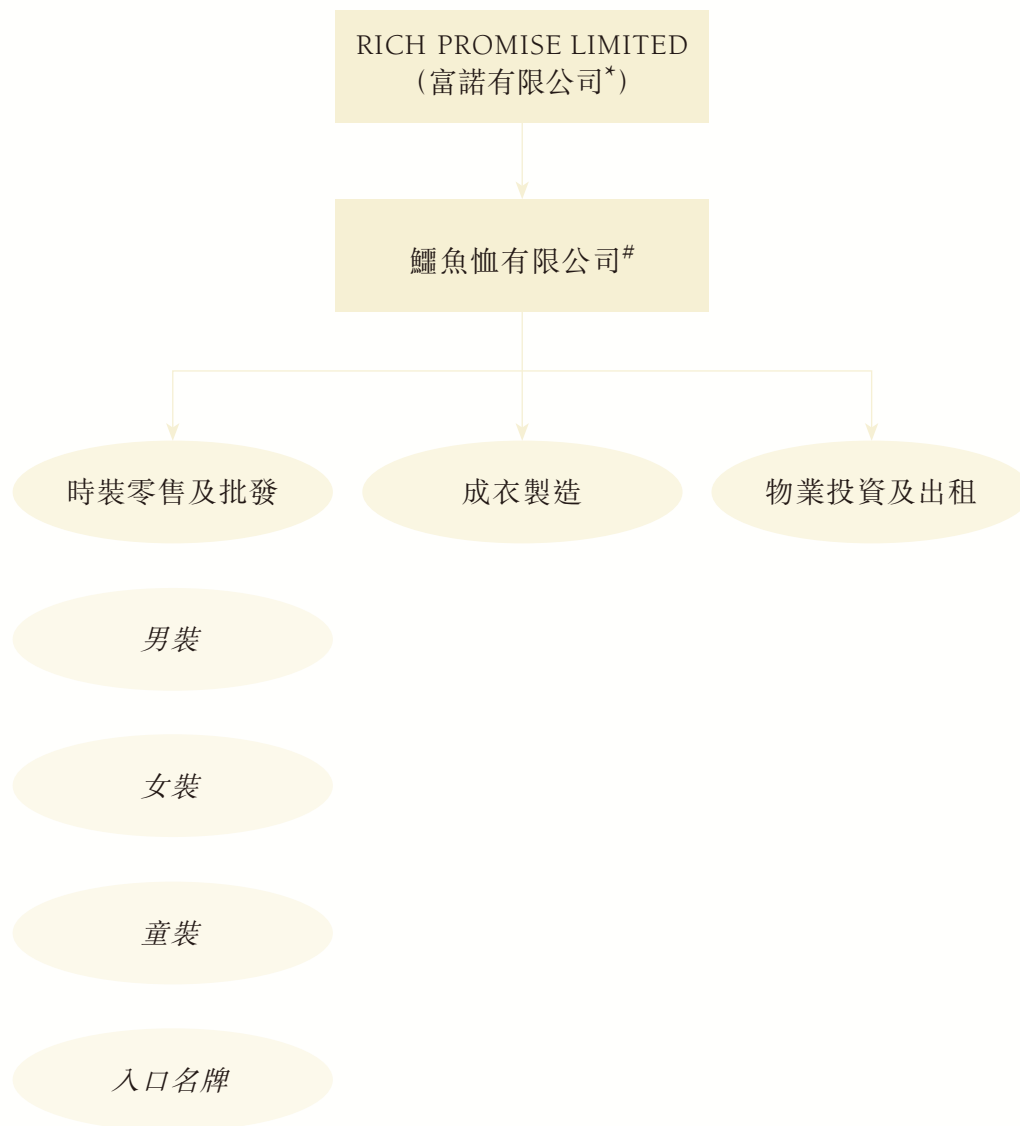 RICH PROMISE LIMITED
（富諾有限公司*）
鱷魚恤有限公司#
時裝零售及批發
成衣製造
物業投資及出租
男裝
女裝
童裝
入口名牌